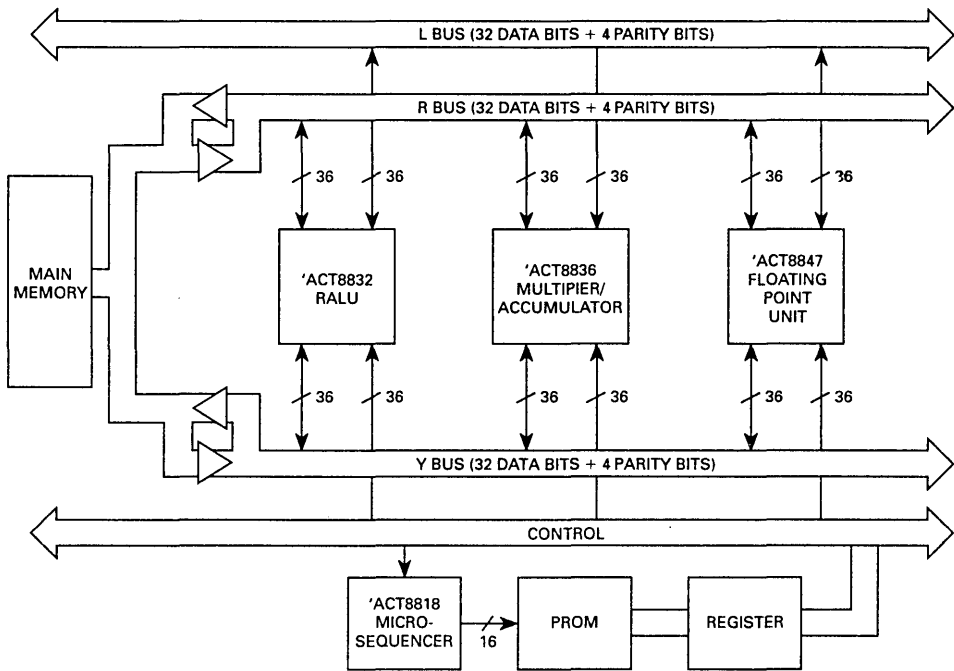 L BUS (32 DATA BITS + 4 PARITY BITS)
R BUS (32 DATA BITS + 4 PARITY BITS)
36
36
36
36
36
36
MAIN
MEMORY
'ACT8832
RALU
'ACT8836
MULTIPIER/
ACCUMULATOR
'ACT8847
FLOATING
POINT
UNIT
36
36
36
36
36
36
Y BUS (32 DATA BITS + 4 PARITY BITS)
CONTROL
'ACT8818
MICRO-
SEQUENCER
16
PROM
REGISTER